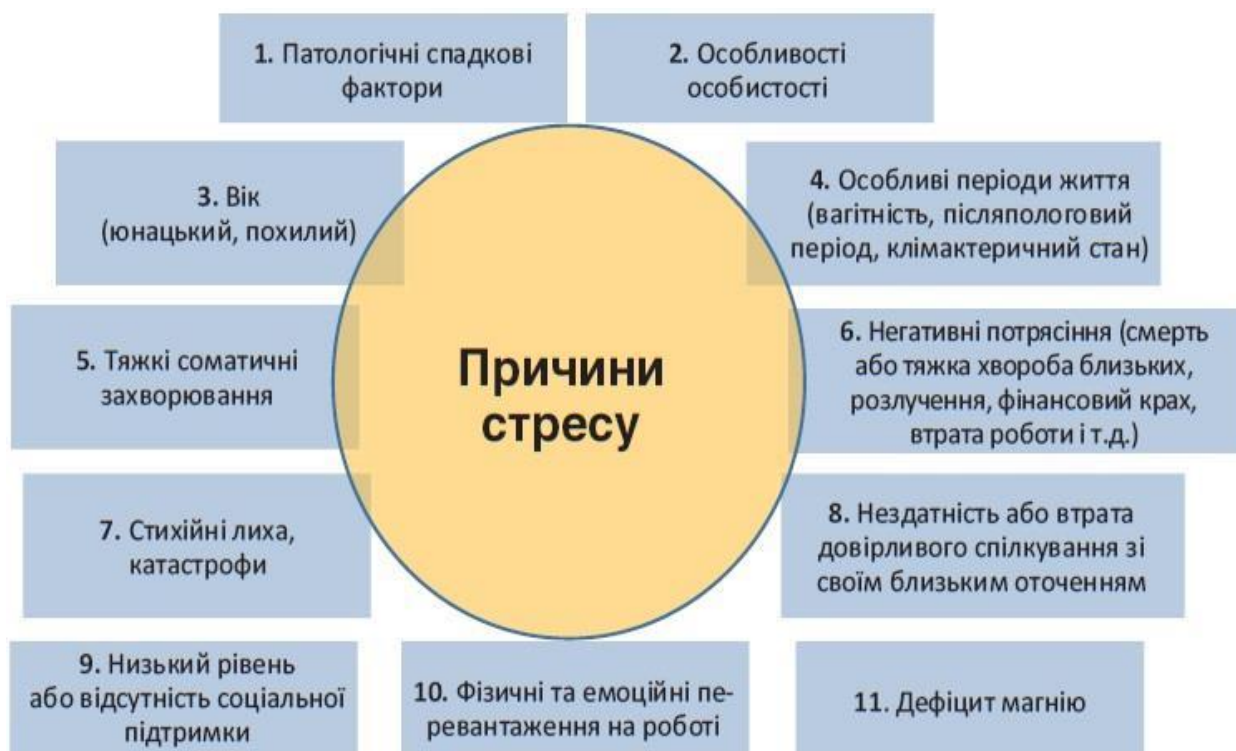 1. Патологічні спадкові
фактори
2. Особливості
особистості
3. Вік
(юнацький, похилий)
4. Особливі періоди життя
(вагітність, післяпологовий
період, клімактеричний стан)
Причини
стресу
5. Тяжкі соматичні
захворювання
6. Негативні потрясіння (смерть
або тяжка хвороба близьких,
розлучення, фінансовий крах,
втрата роботи і т.д.)
7. Стихійні лиха,
катастрофи
8. Нездатність або втрата
довірливого спілкування зі
своїм близьким оточенням
9. Низький рівень
або відсутність соціальної
підтримки
10. Фізичні та емоційні пе-
ревантаження на роботі
11. Дефіцит магнію